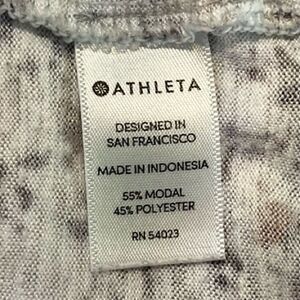 ATHLETA
DESIGNED IN
SAN FRANCISCO
MADE IN INDONESIA
55% MODAL
45% POLYESTER
RN 54023